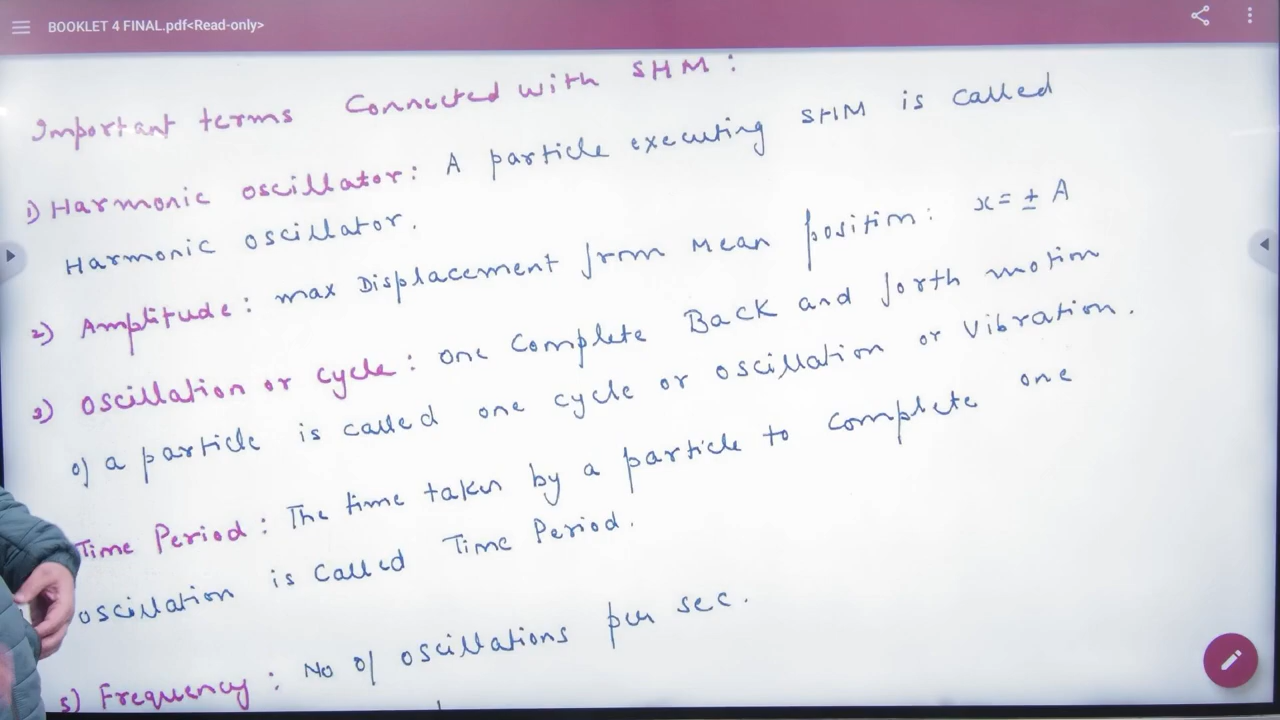 BOOKLET 4 FINAL.pdf<Read-only>
Important terms Connected with SHM:
1) Harmonic oscillator: A particle executing SHM is called
Harmonic oscillator.
2) Amplitude: max Displacement from Mean position: x = ± A
3) Oscillation or cycle: one Complete Back and forth motion
of a particle is called one cycle or oscillation or Vibration.
Time Period: The time taken by a particle to complete one
oscillation is called Time Period.
5) Frequency: No of oscillations per sec.